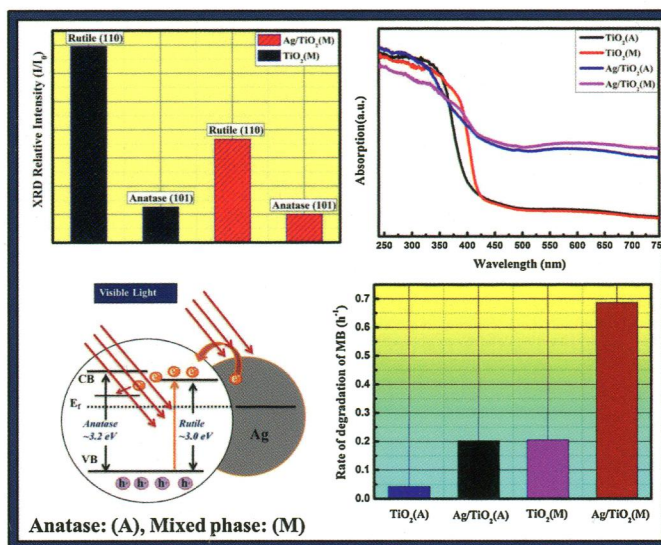 XRD Relative Intensity (I/I₀)
Rutile (110)
Anatase (101)
Rutile (110)
Anatase (101)
Ag/TiO₂(M)
TiO₂(M)
Absorption(a.u.)
TiO₂(A)
TiO₂(M)
Ag/TiO₂(A)
Ag/TiO₂(M)
250 300 350 400 450 500 550 600 650 700 750
Wavelength (nm)
Visible Light
CB
E_f
VB
Anatase
~3.2 eV
Rutile
~3.0 eV
e⁻ e⁻ e⁻ e⁻ e⁻
h⁺ h⁺ h⁺ h⁺
Ag
Anatase: (A), Mixed phase: (M)
Rate of degradation of MB (h⁻¹)
0.7
0.6
0.5
0.4
0.3
0.2
0.1
0.0
TiO₂(A) Ag/TiO₂(A) TiO₂(M) Ag/TiO₂(M)